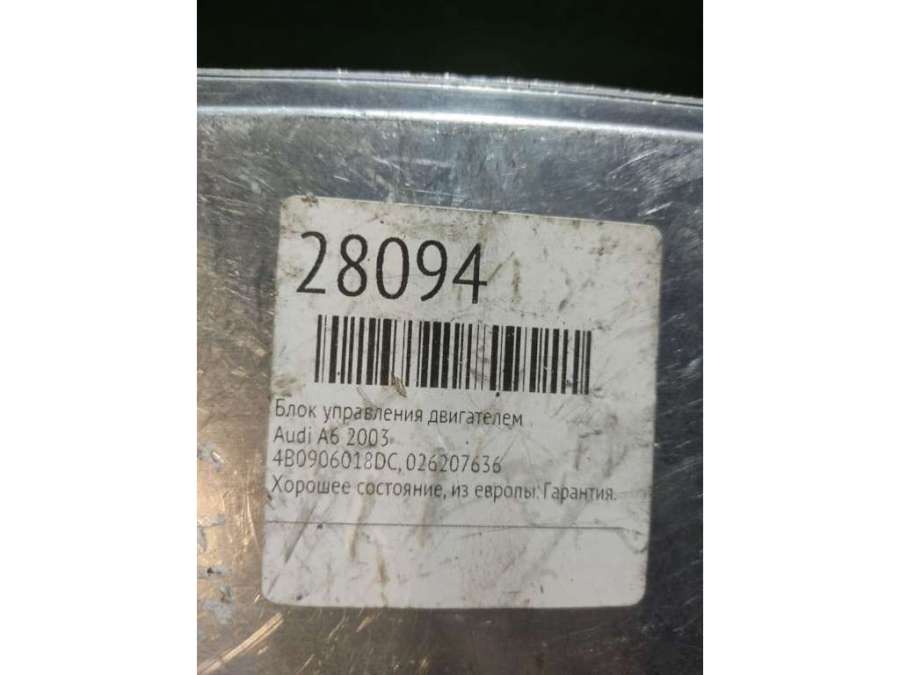 28094
Блок управления двигателем
Audi A6 2003
4B0906018DC, 026207636
Хорошее состояние, из европы. Гарантия.